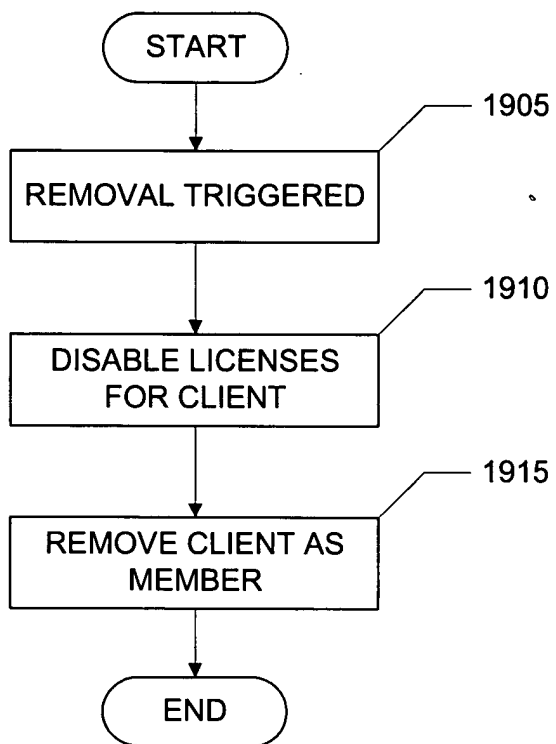 START
1905
REMOVAL TRIGGERED
1910
DISABLE LICENSES
FOR CLIENT
1915
REMOVE CLIENT AS
MEMBER
END